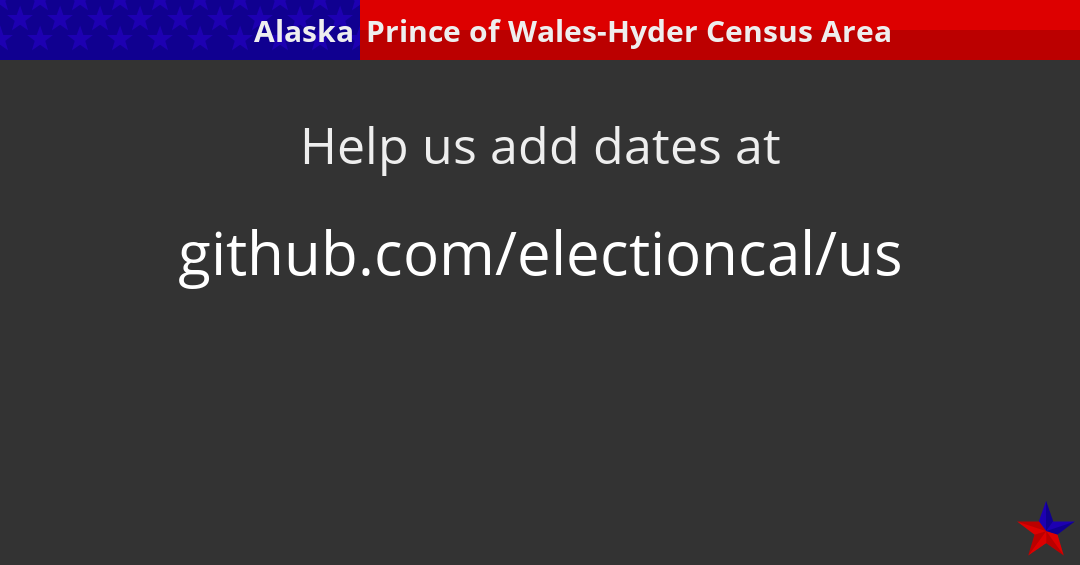 Alaska Prince of Wales-Hyder Census Area
Help us add dates at
github.com/electioncal/us